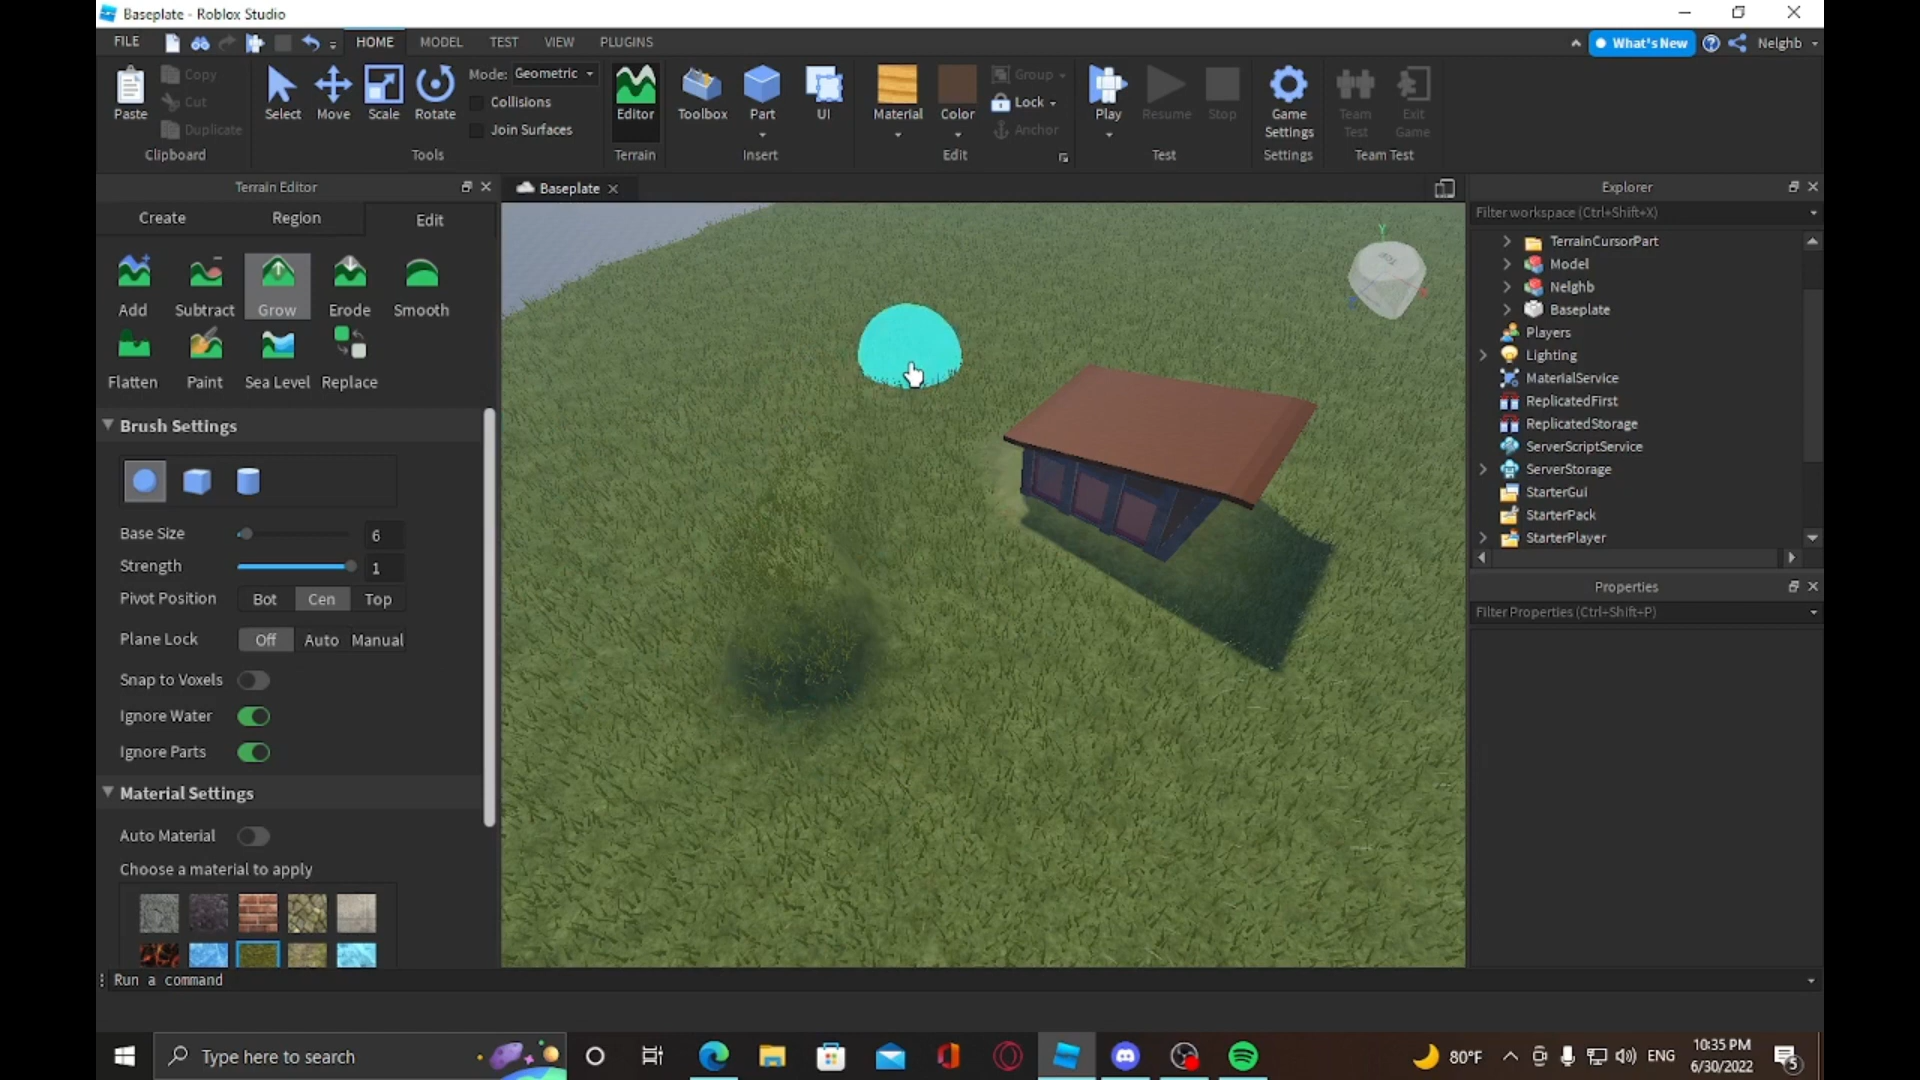 Baseplate - Roblox Studio
FILE
HOME
MODEL
TEST
VIEW
PLUGINS
What's New
Nelghb
Paste
Copy
Cut
Duplicate
Clipboard
Select
Move
Scale
Rotate
Mode: Geometric
Collisions
Join Surfaces
Tools
Editor
Terrain
Toolbox
Part
UI
Insert
Material
Color
Group
Lock
Anchor
Edit
Play
Resume
Stop
Test
Game
Settings
Settings
Team
Test
Exit
Game
Team Test
Terrain Editor
Create
Region
Edit
Add
Subtract
Grow
Erode
Smooth
Flatten
Paint
Sea Level
Replace
Brush Settings
Base Size
6
Strength
1
Pivot Position
Bot
Cen
Top
Plane Lock
Off
Auto
Manual
Snap to Voxels
Ignore Water
Ignore Parts
Material Settings
Auto Material
Choose a material to apply
Baseplate
Y
Explorer
Filter workspace (Ctrl+Shift+X)
TerrainCursorPart
Model
Nelghb
Baseplate
Players
Lighting
MaterialService
ReplicatedFirst
ReplicatedStorage
ServerScriptService
ServerStorage
StarterGui
StarterPack
StarterPlayer
Properties
Filter Properties (Ctrl+Shift+P)
Run a command
Type here to search
80°F
ENG
10:35 PM
6/30/2022
5